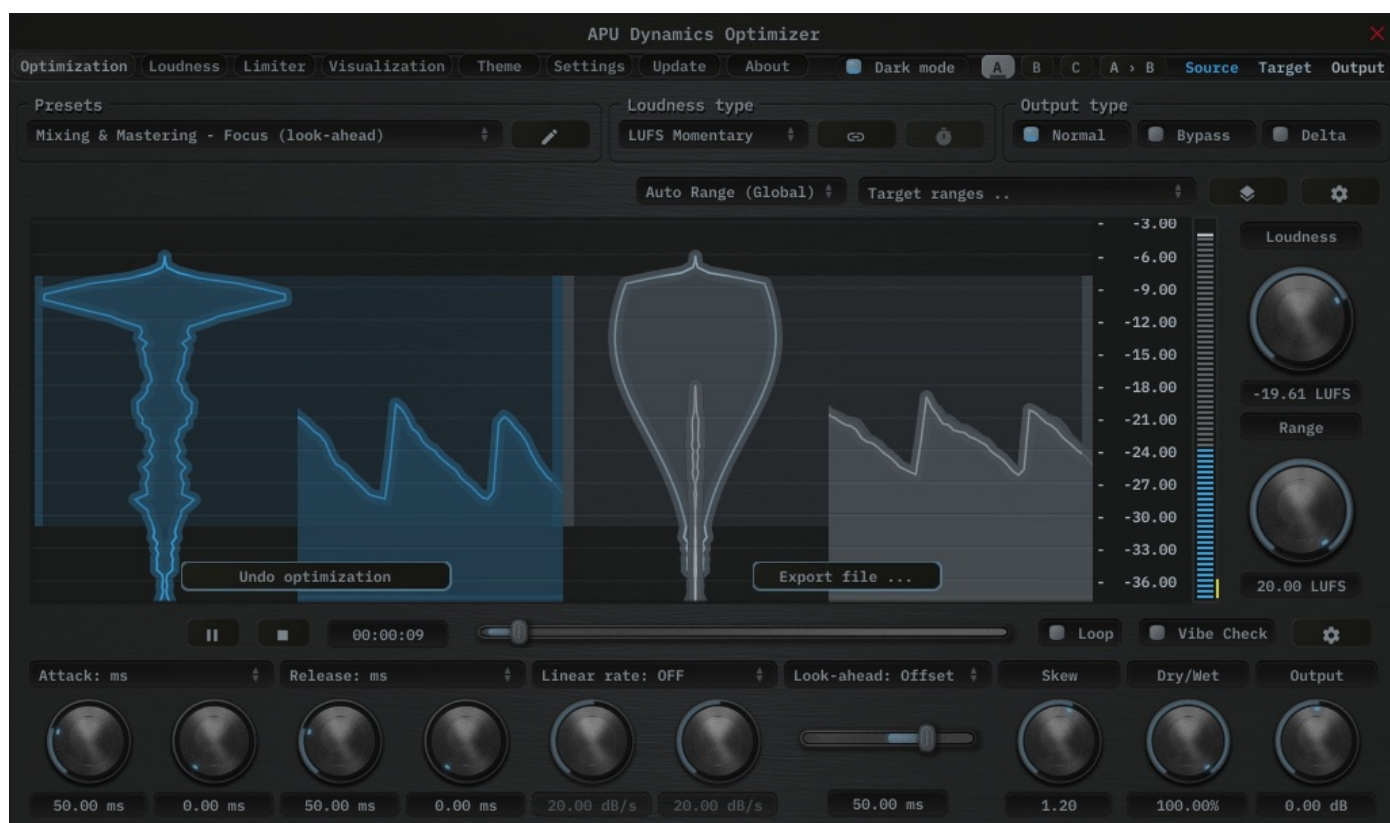 APU Dynamics Optimizer
Optimization Loudness Limiter Visualization Theme Settings Update About Dark mode A B C A › B Source Target Output
Presets Loudness type Output type
Mixing & Mastering - Focus (look-ahead) LUFS Momentary Normal Bypass Delta
Auto Range (Global) Target ranges ..
- -3.00
Loudness
- -6.00
- -9.00
- -12.00
- -15.00
- -18.00
-19.61 LUFS
- -21.00
Range
- -24.00
- -27.00
- -30.00
- -33.00
Undo optimization Export file ... - -36.00 20.00 LUFS
00:00:09 Loop Vibe Check
Attack: ms Release: ms Linear rate: OFF Look-ahead: Offset Skew Dry/Wet Output
50.00 ms 0.00 ms 50.00 ms 0.00 ms 20.00 dB/s 20.00 dB/s 50.00 ms 1.20 100.00% 0.00 dB